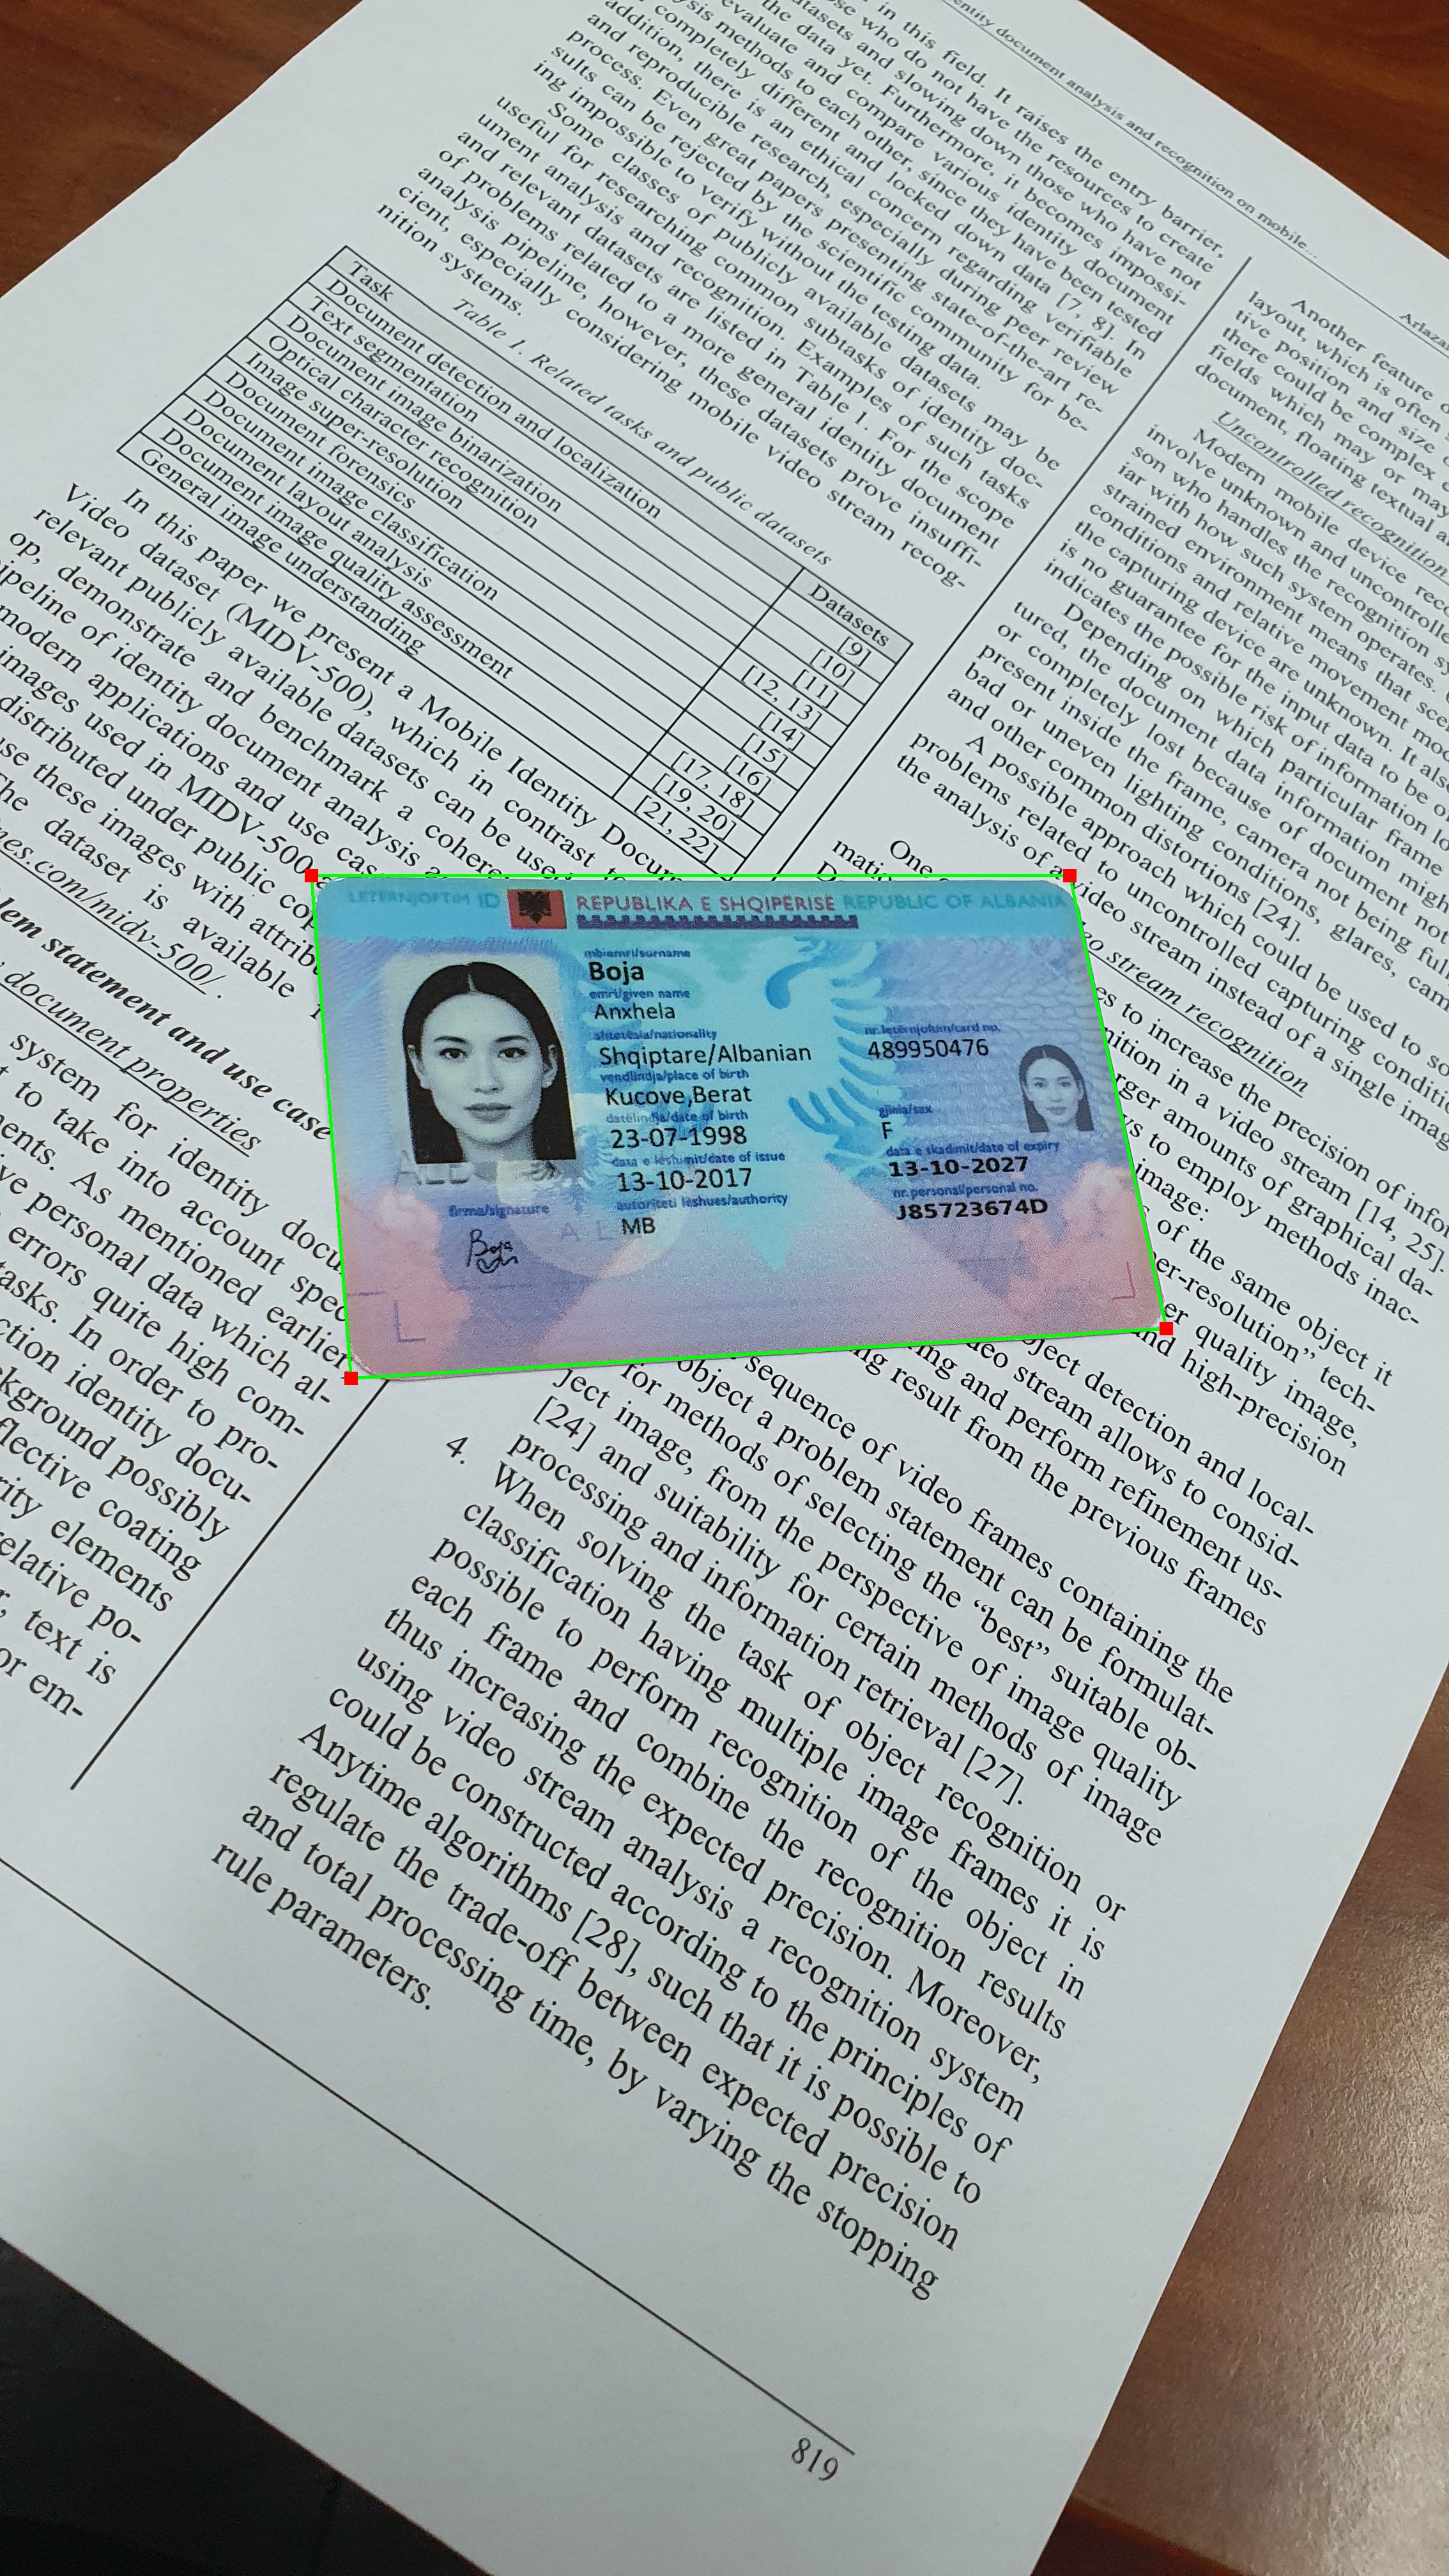 identity document analysis and recognition on mobile...
in this field. It raises the entry barrier,
who do not have the resources to create
and slowing down those who have not
the data yet. Furthermore, it becomes impossi-
evaluate and compare various identity document
methods to each other, since they have been tested
completely different and locked down data [7, 8]. In
addition, there is an ethical concern regarding verifiable
and reproducible research, especially during peer review
process. Even great papers presenting state-of-the-art re-
sults can be rejected by the scientific community for be-
ing impossible to verify without the testing data.
Some classes of publicly available datasets may be
useful for researching common subtasks of identity doc-
ument analysis and recognition. Examples of such tasks
and relevant datasets are listed in Table 1. For the scope
of problems related to a more general identity document
analysis pipeline, however, these datasets prove insuffi-
cient, especially considering mobile video stream recog-
nition systems.
Table 1. Related tasks and public datasets
Task Datasets
Document detection and localization [9]
Text segmentation [10]
Document image binarization [11]
Optical character recognition [12, 13]
Image super-resolution [14]
Document forensics [15]
Document image classification [16]
Document layout analysis [17, 18]
Document image quality assessment [19, 20]
General image understanding [21, 22]
In this paper we present a Mobile Identity Docu
Video dataset (MIDV-500), which in contrast to
relevant publicly available datasets can be used
op, demonstrate and benchmark a cohere
ipeline of identity document analysis
modern applications and use cas
images used in MIDV-500
distributed under public cop
se these images with attrib
The dataset is available
nes.com/midv-500/.
lem statement and use case
document properties
system for identity docu
to take into account spec
ents. As mentioned earlier
ve personal data which al-
errors quite high com-
tasks. In order to pro-
ction identity docu-
kground possibly
flective coating
rity elements
elative po-
, text is
or em-
Another feature
layout, which is often
tive position and size
there could be complex
fields which may or may
document, floating textual
Uncontrolled recognition
Modern mobile device
involve unknown and uncontrolle
son who handles the recognition
iar with how such system operates.
strained environment means that
conditions and relative movement
the capturing device are unknown. It also
is no guarantee for the input data to be
indicates the possible risk of information
Depending on which particular frame
tured, the document data information might
or completely lost because of document not
present inside the frame, camera not being full
bad or uneven lighting conditions, glares, cam
and other common distortions [24].
A possible approach which could be used to so
problems related to uncontrolled capturing conditi
the analysis of a video stream instead of a single imag
eo stream recognition
One
mation
es to increase the precision of infor
nition in a video stream [14, 25].
rger amounts of graphical da-
ys to employ methods inac-
image:
of the same object it
per-resolution” tech-
er quality image,
and high-precision
object detection and local-
deo stream allows to consid-
ing and perform refinement us-
ng result from the previous frames
sequence of video frames containing the
object a problem statement can be formulat-
for methods of selecting the “best” suitable ob-
ject image, from the perspective of image quality
[24] and suitability for certain methods of image
processing and information retrieval [27].
4. When solving the task of object recognition or
classification having multiple image frames it is
possible to perform recognition of the object in
each frame and combine the recognition results
thus increasing the expected precision. Moreover,
using video stream analysis a recognition system
could be constructed according to the principles of
Anytime algorithms [28], such that it is possible to
regulate the trade-off between expected precision
and total processing time, by varying the stopping
rule parameters.
819
LETERNJOFTIM ID REPUBLIKA E SHQIPERISE REPUBLIC OF ALBANIA
mbiemri/surname
Boja
emri/given name
Anxhela
shtetësia/nationality
Shqiptare/Albanian
vendlindja/place of birth
Kucove,Berat
datëlindja/date of birth
23-07-1998
data e lëshimit/date of issue
13-10-2017
autoriteti lëshues/authority
MB
nr. letërnjoftim/card no.
489950476
gjinia/sex
F
data e skadimit/date of expiry
13-10-2027
nr. personal/personal no.
J85723674D
firma/signature
Boja